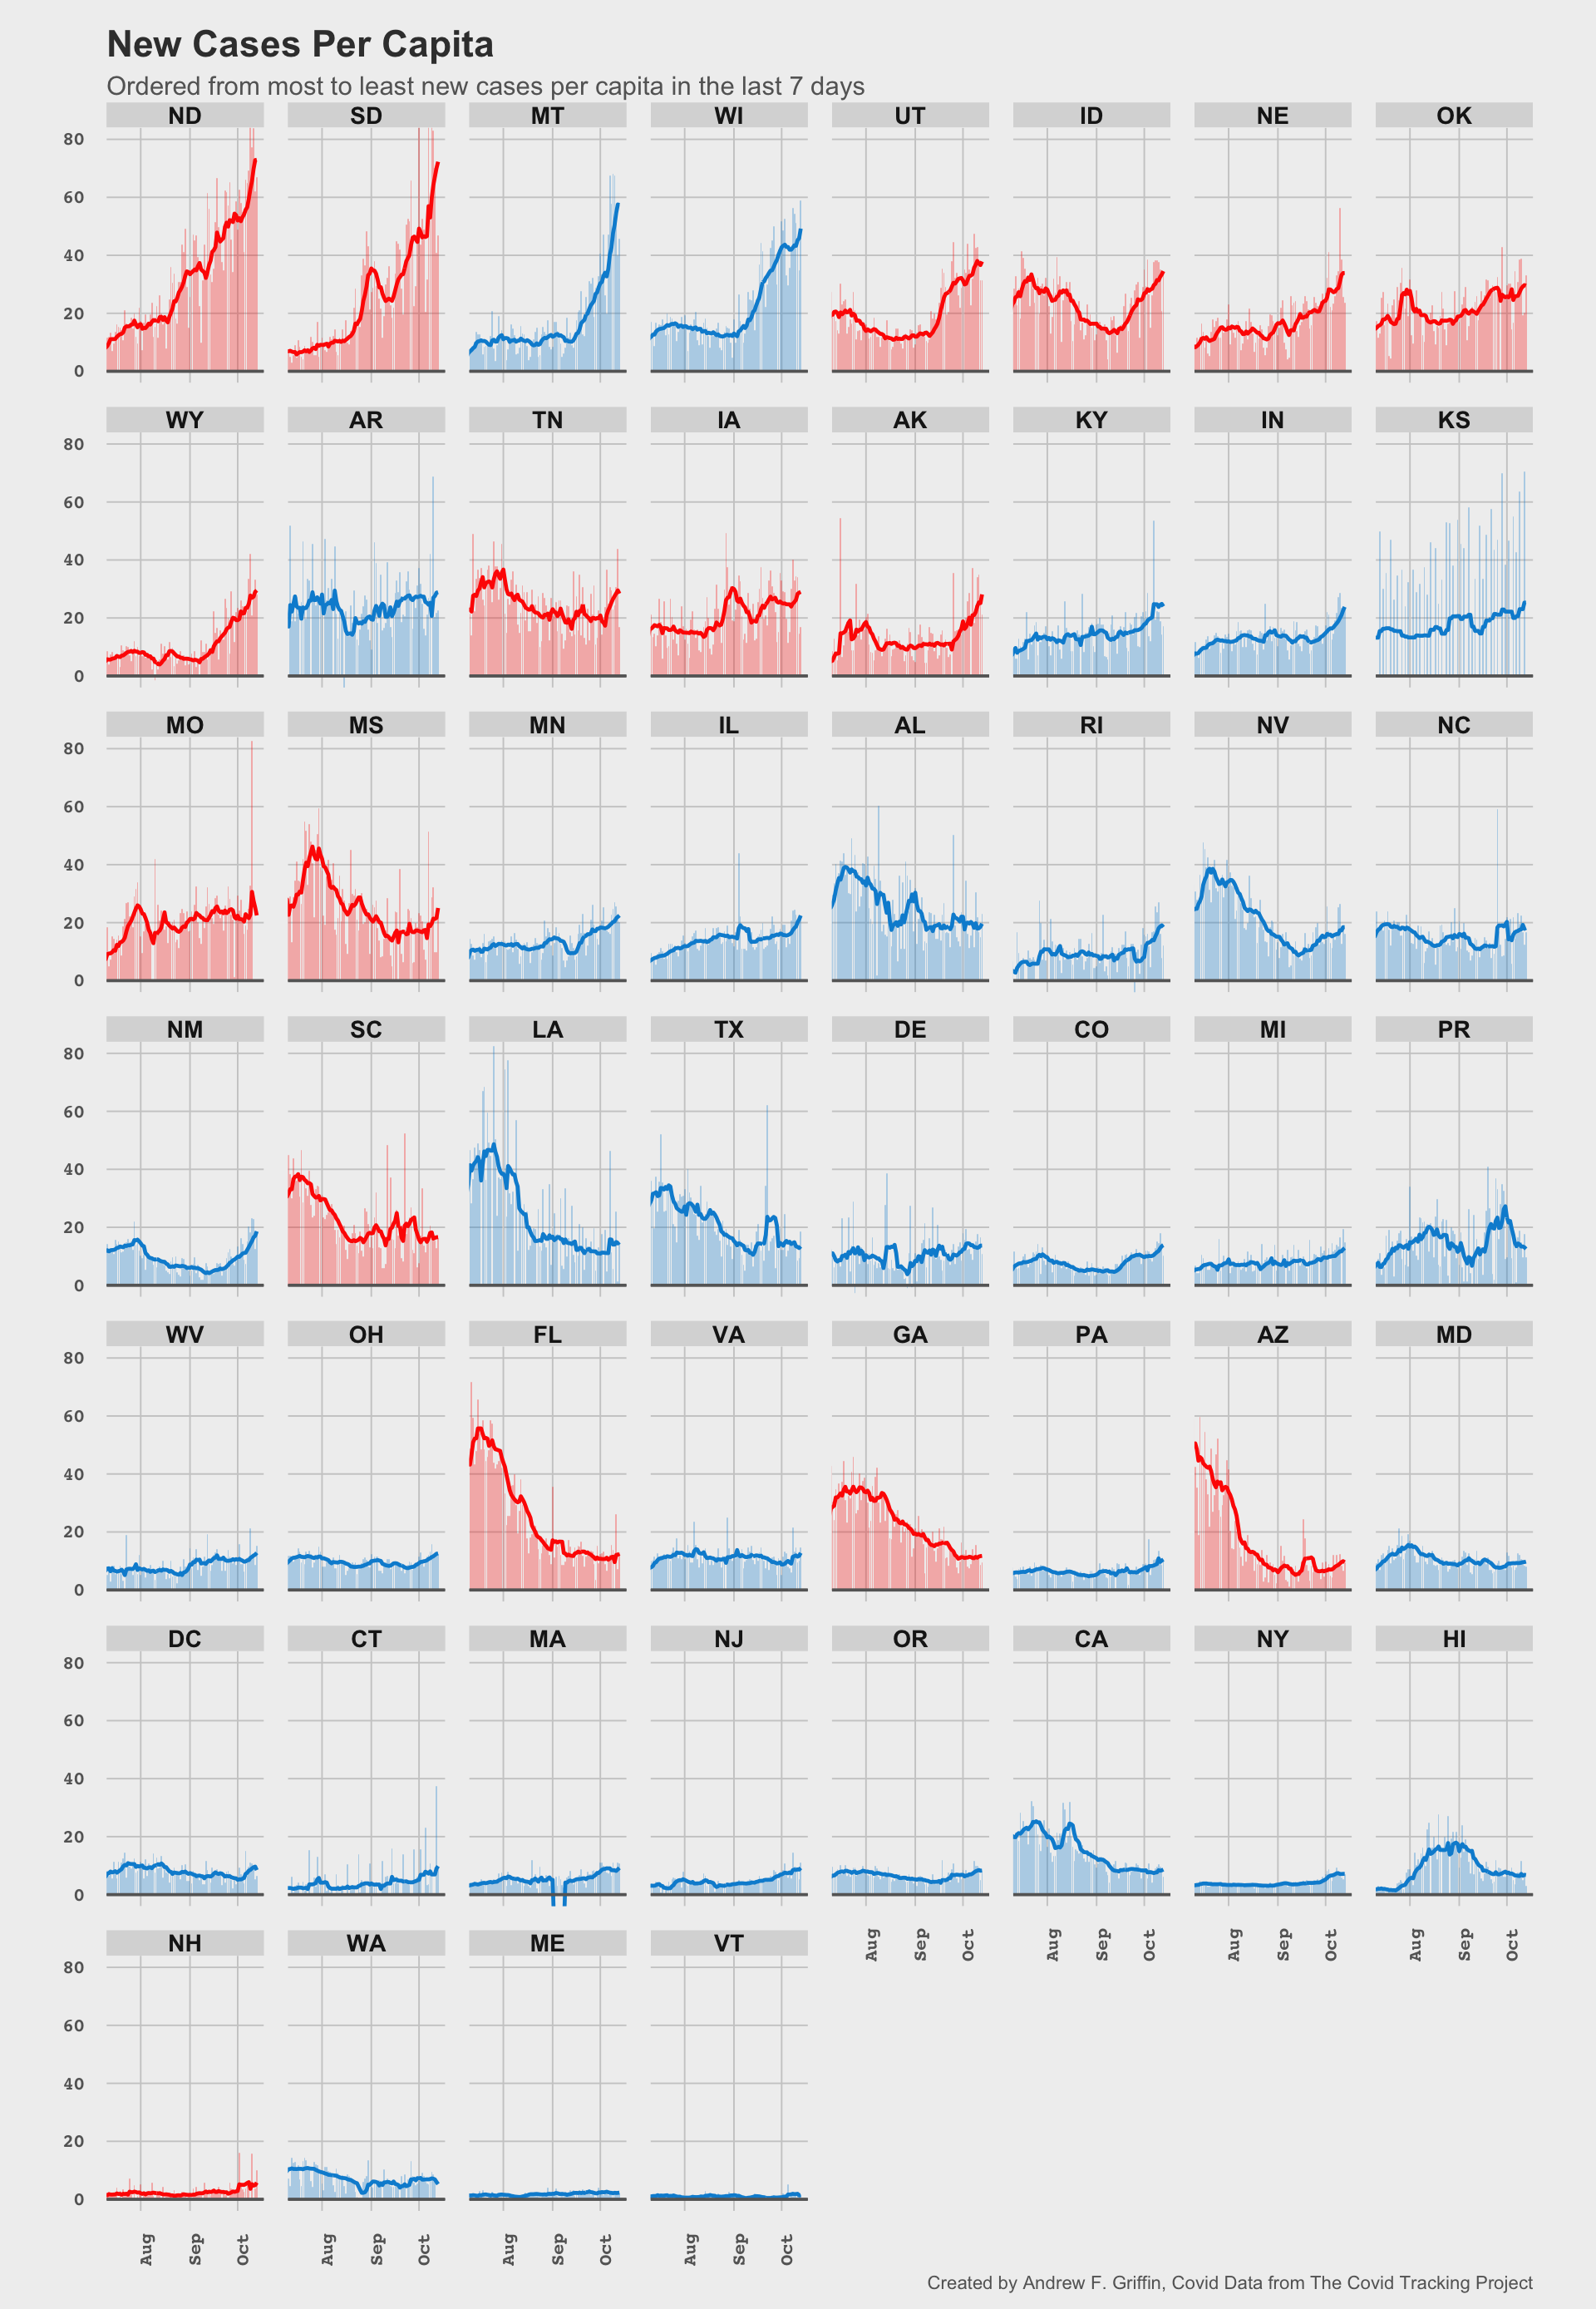 New Cases Per Capita
Ordered from most to least new cases per capita in the last 7 days
ND SD MT WI UT ID NE OK
80
60
40
20
0
WY AR TN IA AK KY IN KS
80
60
40
20
0
MO MS MN IL AL RI NV NC
80
60
40
20
0
NM SC LA TX DE CO MI PR
80
60
40
20
0
WV OH FL VA GA PA AZ MD
80
60
40
20
0
DC CT MA NJ OR CA NY HI
80
60
40
20
0
Aug Sep Oct Aug Sep Oct Aug Sep Oct Aug Sep Oct
NH WA ME VT
80
60
40
20
0
Aug Sep Oct Aug Sep Oct Aug Sep Oct Aug Sep Oct
Created by Andrew F. Griffin, Covid Data from The Covid Tracking Project